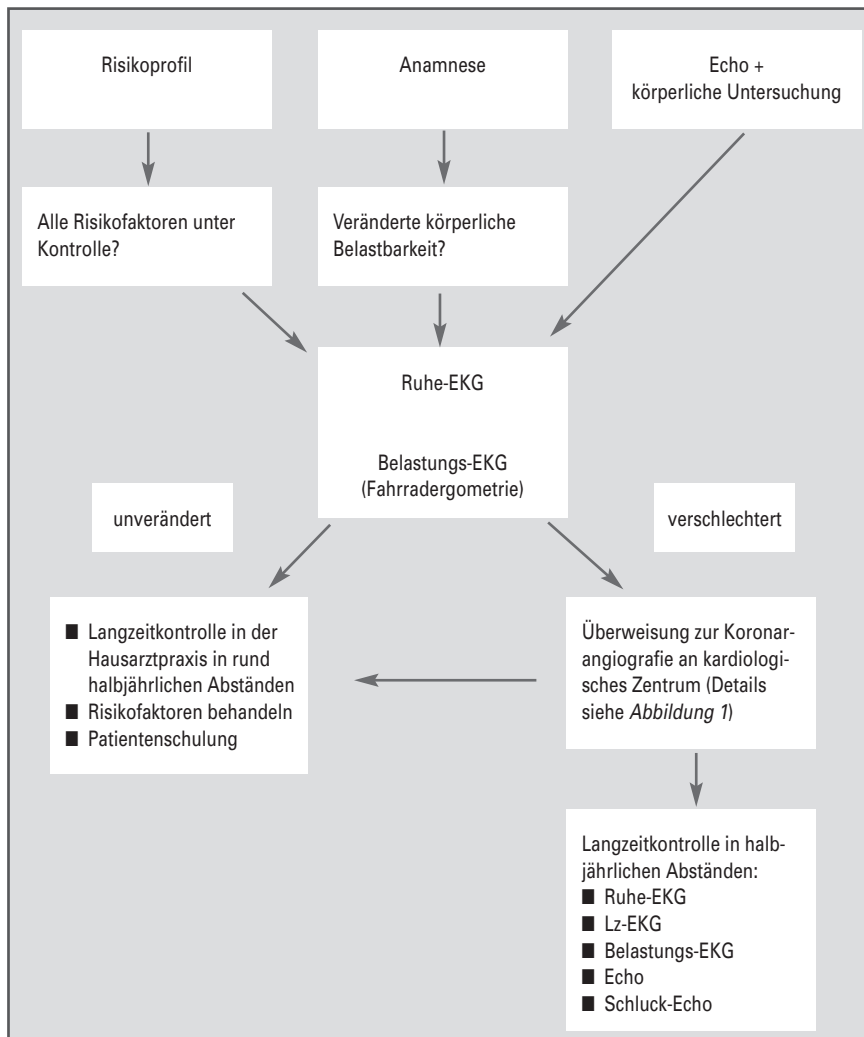 Risikoprofil
Anamnese
Echo +
körperliche Untersuchung
Alle Risikofaktoren unter
Kontrolle?
Veränderte körperliche
Belastbarkeit?
Ruhe-EKG
Belastungs-EKG
(Fahrradergometrie)
unverändert
verschlechtert
■ Langzeitkontrolle in der
Hausarztpraxis in rund
halbjährlichen Abständen
■ Risikofaktoren behandeln
■ Patientenschulung
Überweisung zur Koronar-
angiografie an kardiologi-
sches Zentrum (Details
siehe Abbildung 1)
Langzeitkontrolle in halb-
jährlichen Abständen:
■ Ruhe-EKG
■ Lz-EKG
■ Belastungs-EKG
■ Echo
■ Schluck-Echo